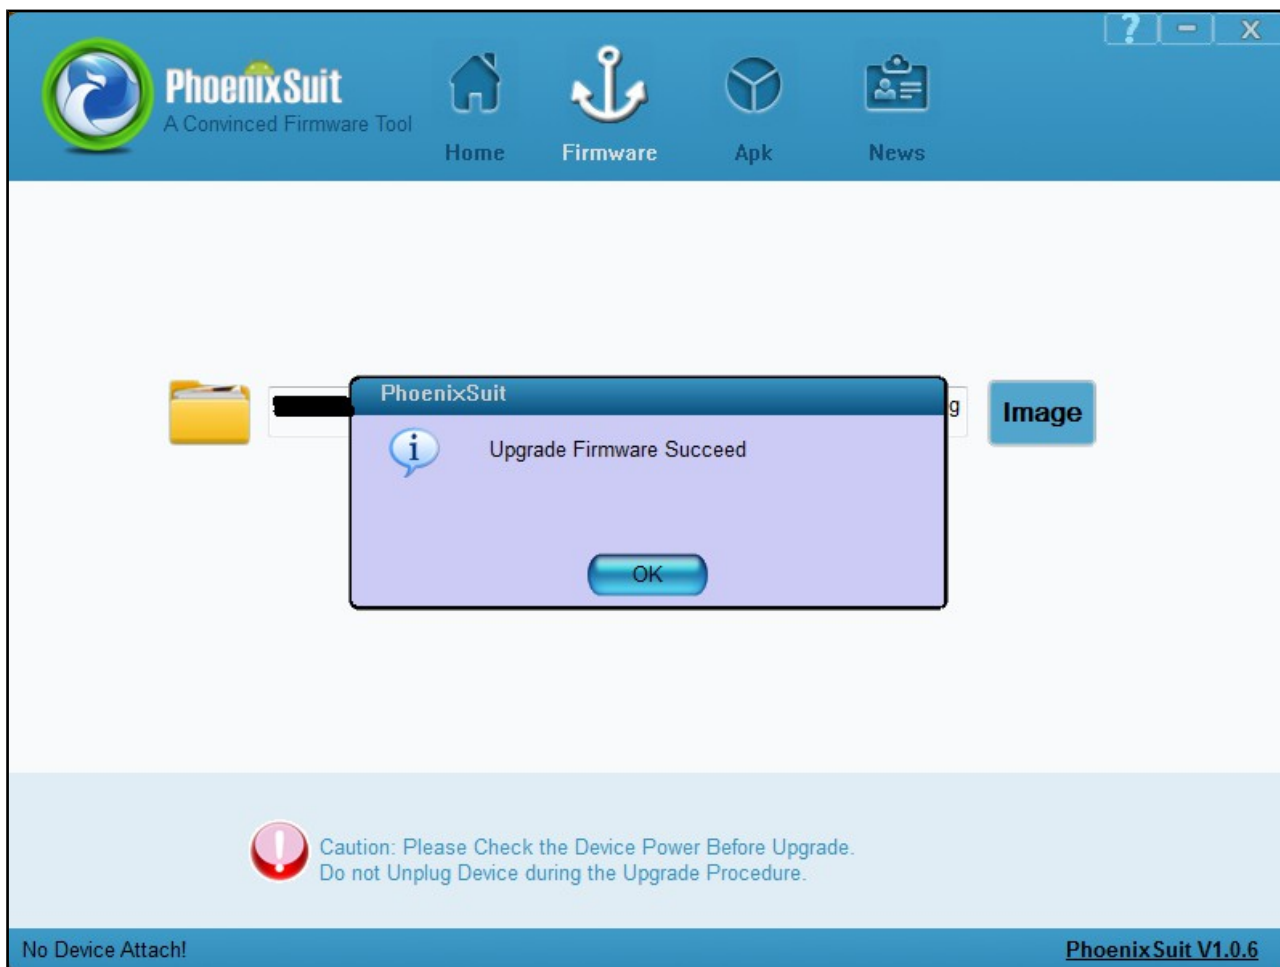 ? - X
PhoenixSuit
A Convinced Firmware Tool
Home Firmware Apk News
PhoenixSuit
g
Image
Upgrade Firmware Succeed
OK
Caution: Please Check the Device Power Before Upgrade.
Do not Unplug Device during the Upgrade Procedure.
No Device Attach!
PhoenixSuit V1.0.6